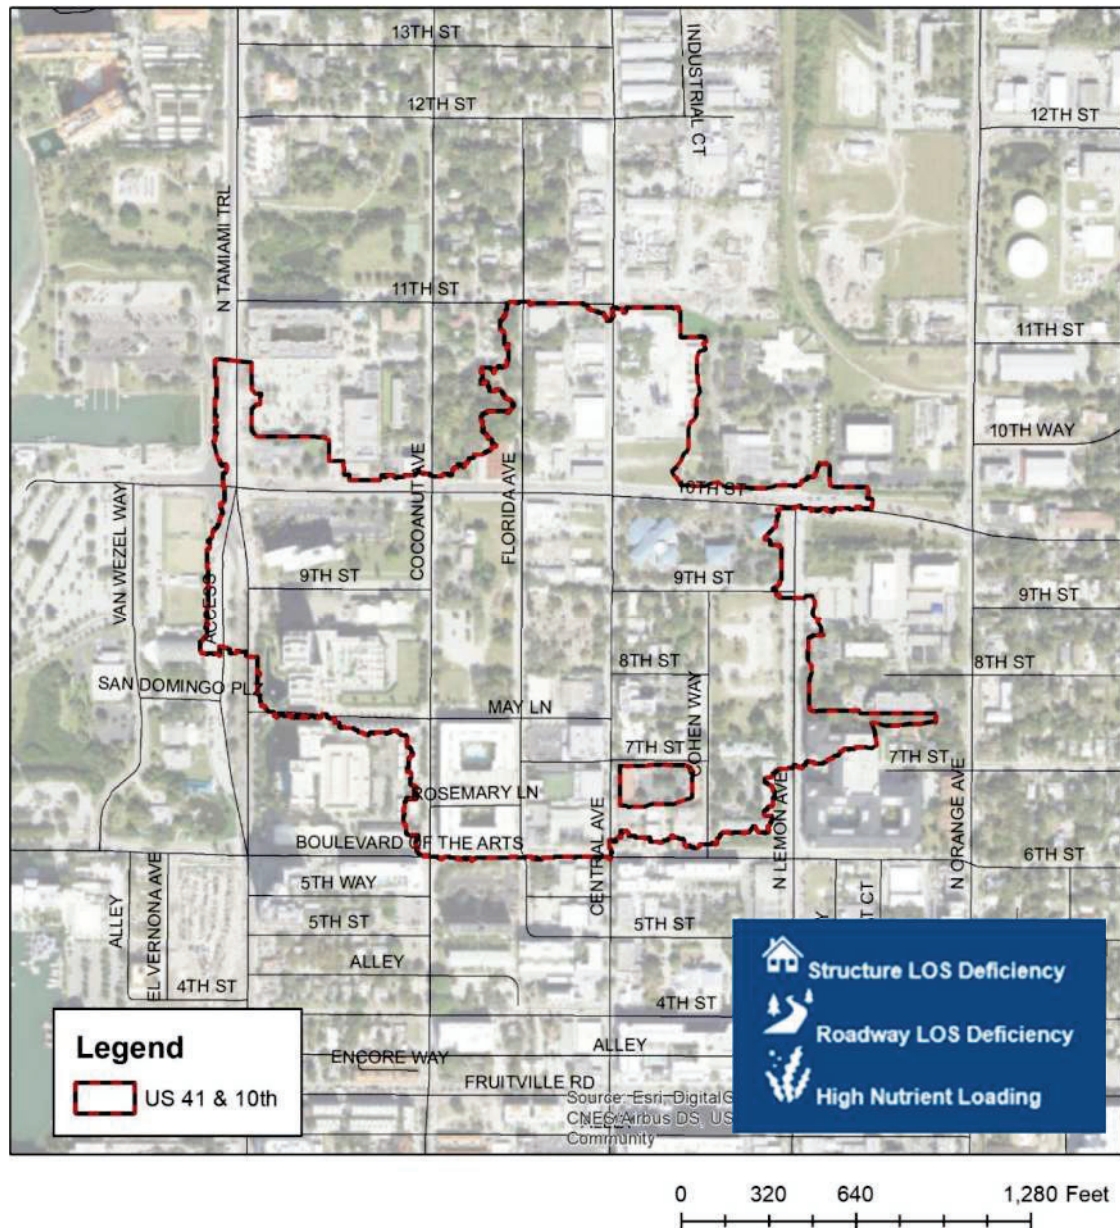 13TH ST
12TH ST
INDUSTRIAL CT
12TH ST
N TAMIAMI TRL
11TH ST
11TH ST
10TH WAY
COCOANUT AVE
FLORIDA AVE
10TH ST
VAN WEZEL WAY
ACCESS
9TH ST
9TH ST
9TH ST
8TH ST
8TH ST
SAN DOMINGO PL
MAY LN
COHEN WAY
7TH ST
7TH ST
ROSEMARY LN
BOULEVARD OF THE ARTS
CENTRAL AVE
N LEMON AVE
N ORANGE AVE
6TH ST
ALLEY
EL VERNONA AVE
5TH WAY
5TH ST
5TH ST
ALLEY
4TH ST
4TH ST
ENCORE WAY
ALLEY
FRUITVILLE RD
Source: Esri, DigitalG
CNES/Airbus DS, US
Community
Legend
US 41 & 10th
Structure LOS Deficiency
Roadway LOS Deficiency
High Nutrient Loading
0 320 640 1,280 Feet